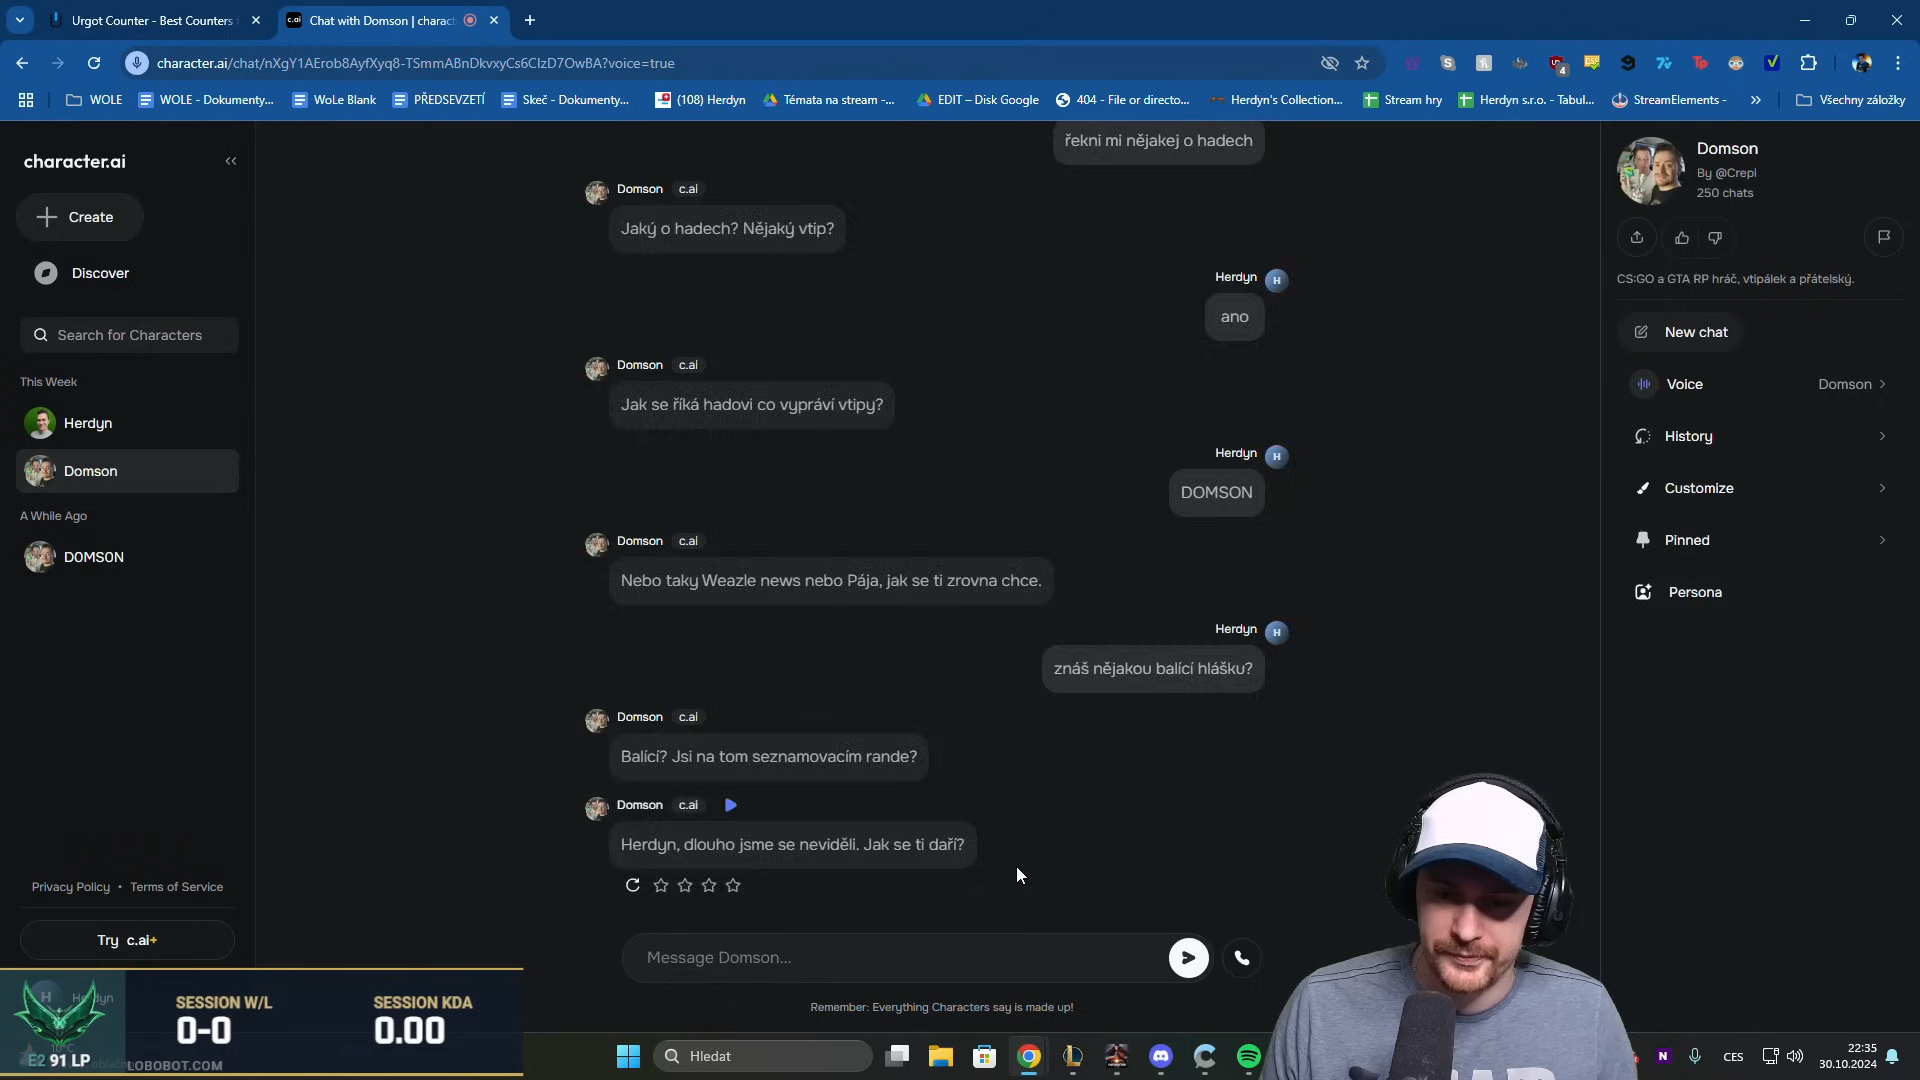 Urgot Counter - Best Counters
Chat with Domson | charac
character.ai/chat/nXgY1AErob8AyfXyq8-TSmmABnDkvxyCs6CIzD7OwBA?voice=true
WOLE
WOLE - Dokumenty...
WoLe Blank
PŘEDSEVZETÍ
Skeč - Dokumenty...
(108) Herdyn
Témata na stream -...
EDIT – Disk Google
404 - File or directo...
Herdyn's Collection...
Stream hry
Herdyn s.r.o. - Tabul...
StreamElements -
Všechny záložky
character.ai
Create
Discover
Search for Characters
This Week
Herdyn
Domson
A While Ago
DOMSON
Privacy Policy • Terms of Service
Try c.ai+
řekni mi nějakej o hadech
Domson c.ai
Jaký o hadech? Nějaký vtip?
Herdyn H
ano
Domson c.ai
Jak se říká hadovi co vypráví vtipy?
Herdyn H
DOMSON
Domson c.ai
Nebo taky Weazle news nebo Pája, jak se ti zrovna chce.
Herdyn H
znáš nějakou balící hlášku?
Domson c.ai
Balící? Jsi na tom seznamovacím rande?
Domson c.ai
Herdyn, dlouho jsme se neviděli. Jak se ti daří?
Message Domson...
Remember: Everything Characters say is made up!
Domson
By @Crepl
250 chats
CS:GO a GTA RP hráč, vtipálek a přátelský.
New chat
Voice Domson
History
Customize
Pinned
Persona
SESSION W/L
0-0
SESSION KDA
0.00
E2 91 LP
LOBOBOT.COM
Hledat
CES
22:35
30.10.2024